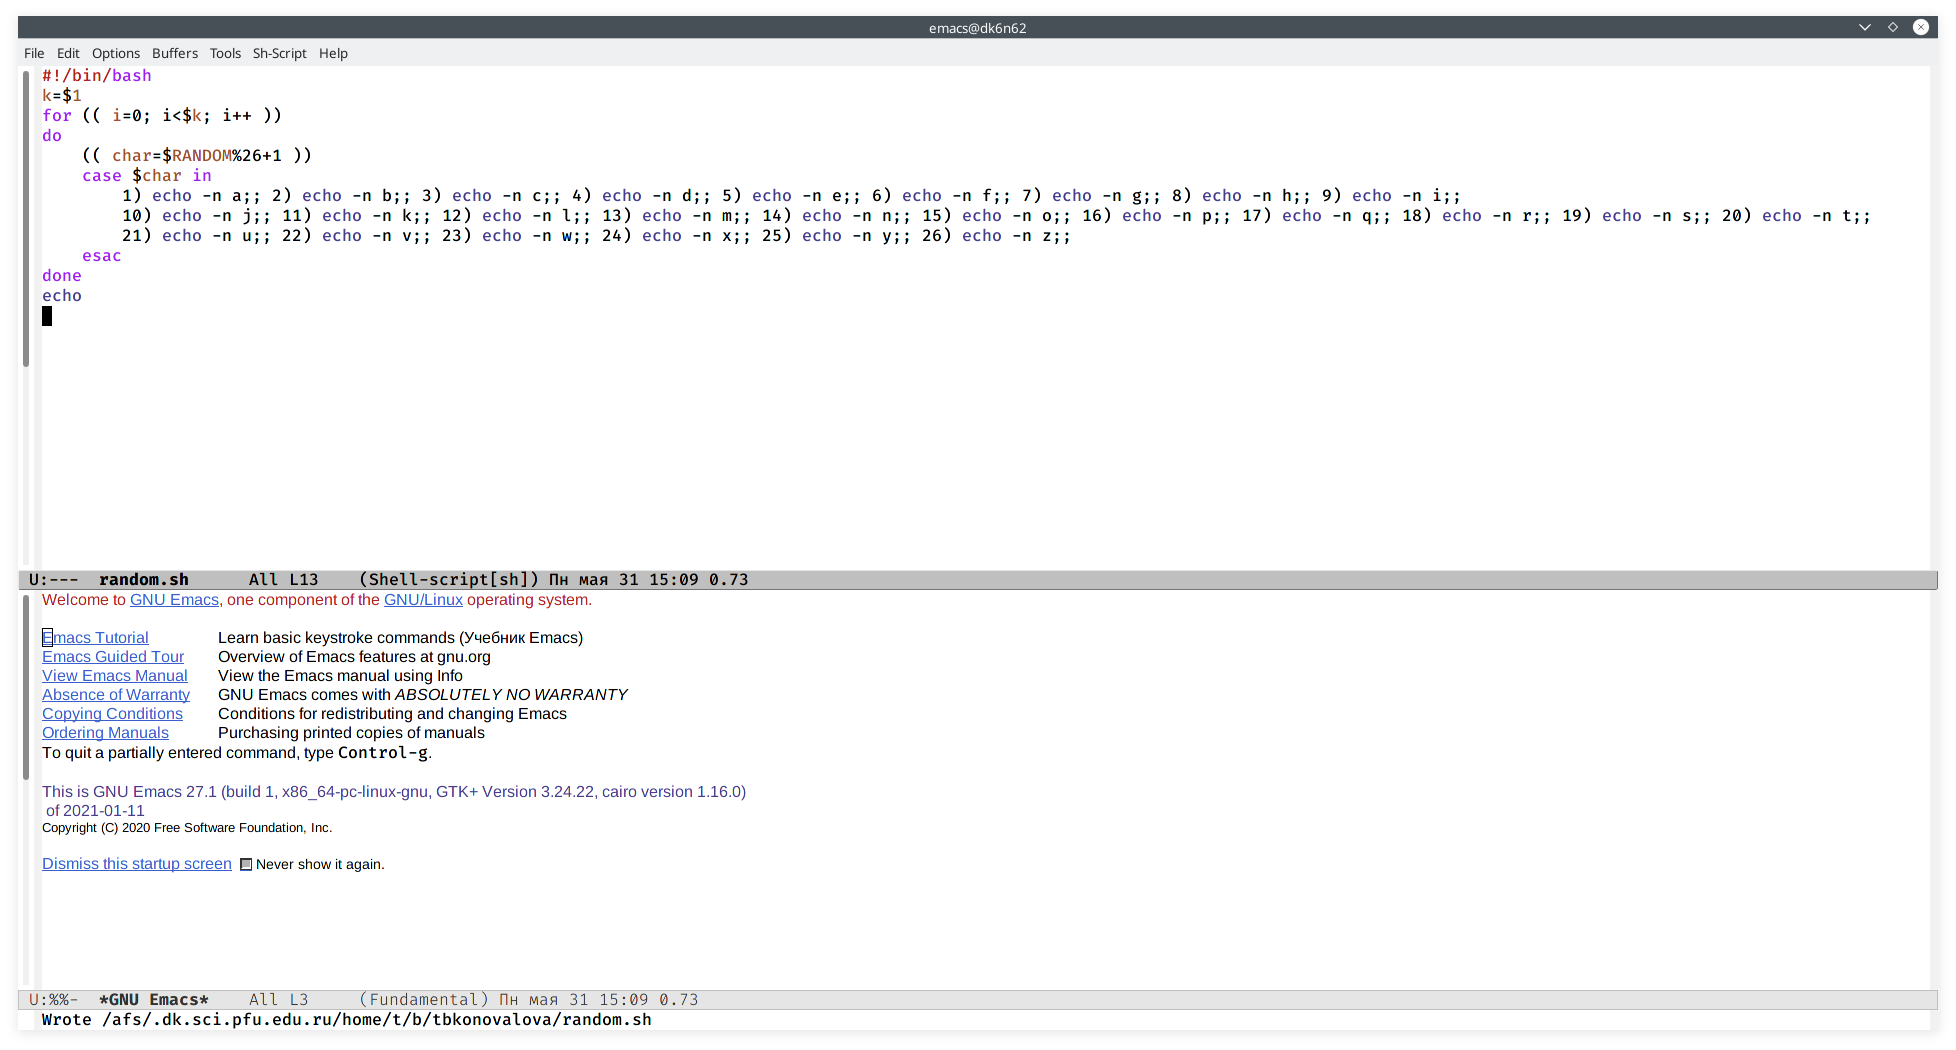 emacs@dk6n62
File Edit Options Buffers Tools Sh-Script Help
#!/bin/bash
k=$1
for (( i=0; i<$k; i++ ))
do
    (( char=$RANDOM%26+1 ))
    case $char in
        1) echo -n a;; 2) echo -n b;; 3) echo -n c;; 4) echo -n d;; 5) echo -n e;; 6) echo -n f;; 7) echo -n g;; 8) echo -n h;; 9) echo -n i;;
        10) echo -n j;; 11) echo -n k;; 12) echo -n l;; 13) echo -n m;; 14) echo -n n;; 15) echo -n o;; 16) echo -n p;; 17) echo -n q;; 18) echo -n r;; 19) echo -n s;; 20) echo -n t;;
        21) echo -n u;; 22) echo -n v;; 23) echo -n w;; 24) echo -n x;; 25) echo -n y;; 26) echo -n z;;
    esac
done
echo
U:---  random.sh      All L13    (Shell-script[sh]) Пн мая 31 15:09 0.73
Welcome to GNU Emacs, one component of the GNU/Linux operating system.
Emacs Tutorial Learn basic keystroke commands (Учебник Emacs)
Emacs Guided Tour Overview of Emacs features at gnu.org
View Emacs Manual View the Emacs manual using Info
Absence of Warranty GNU Emacs comes with ABSOLUTELY NO WARRANTY
Copying Conditions Conditions for redistributing and changing Emacs
Ordering Manuals Purchasing printed copies of manuals
To quit a partially entered command, type Control-g.
This is GNU Emacs 27.1 (build 1, x86_64-pc-linux-gnu, GTK+ Version 3.24.22, cairo version 1.16.0)
 of 2021-01-11
Copyright (C) 2020 Free Software Foundation, Inc.
Dismiss this startup screen Never show it again.
U:%%-  *GNU Emacs*    All L3     (Fundamental) Пн мая 31 15:09 0.73
Wrote /afs/.dk.sci.pfu.edu.ru/home/t/b/tbkonovalova/random.sh